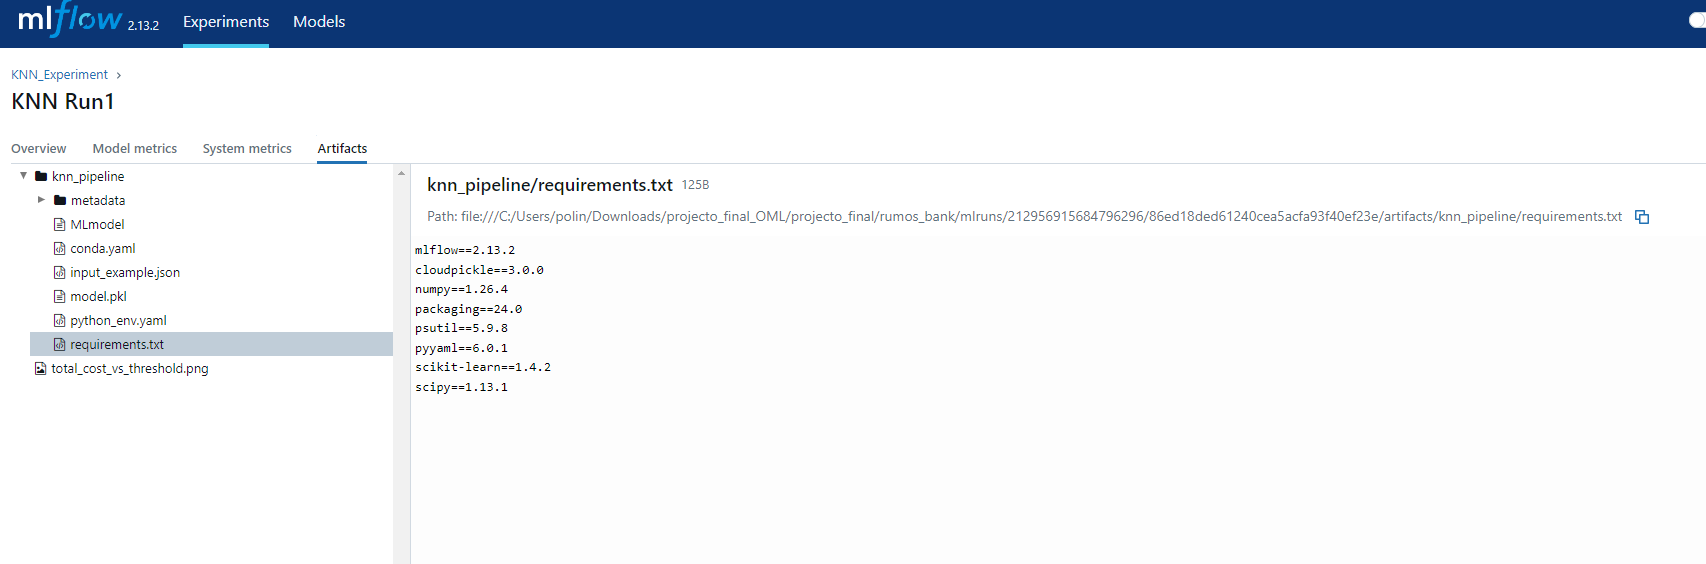 mlflow 2.13.2 Experiments Models
KNN_Experiment ›
KNN Run1
Overview Model metrics System metrics Artifacts
knn_pipeline
metadata
MLmodel
conda.yaml
input_example.json
model.pkl
python_env.yaml
requirements.txt
total_cost_vs_threshold.png
knn_pipeline/requirements.txt 125B
Path: file:///C:/Users/polin/Downloads/projecto_final_OML/projecto_final/rumos_bank/mlruns/212956915684796296/86ed18ded61240cea5acfa93f40ef23e/artifacts/knn_pipeline/requirements.txt
mlflow==2.13.2
cloudpickle==3.0.0
numpy==1.26.4
packaging==24.0
psutil==5.9.8
pyyaml==6.0.1
scikit-learn==1.4.2
scipy==1.13.1